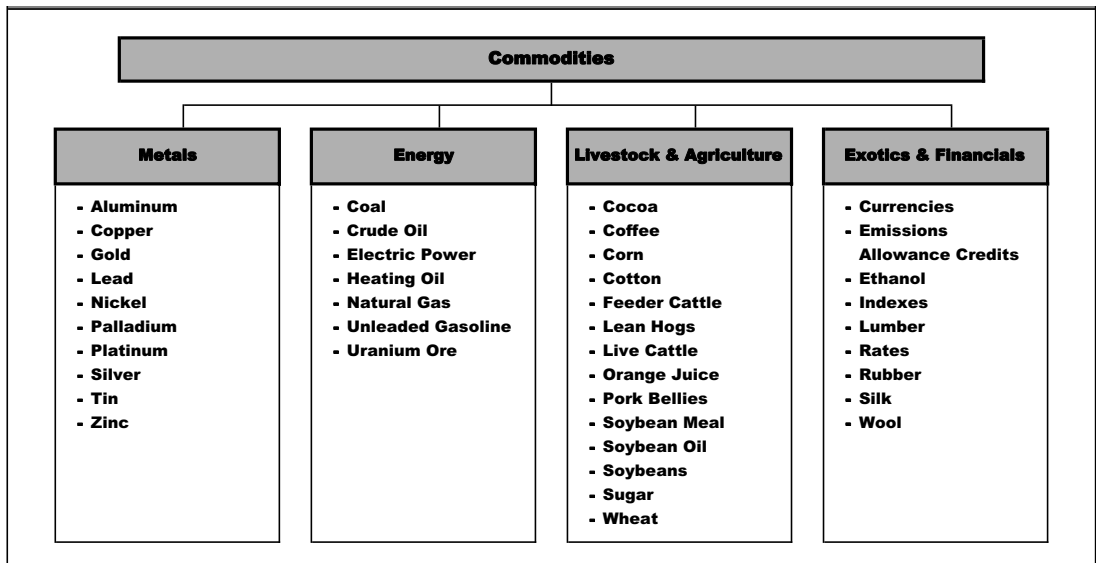 Commodities
Metals
- Aluminum
- Copper
- Gold
- Lead
- Nickel
- Palladium
- Platinum
- Silver
- Tin
- Zinc
Energy
- Coal
- Crude Oil
- Electric Power
- Heating Oil
- Natural Gas
- Unleaded Gasoline
- Uranium Ore
Livestock & Agriculture
- Cocoa
- Coffee
- Corn
- Cotton
- Feeder Cattle
- Lean Hogs
- Live Cattle
- Orange Juice
- Pork Bellies
- Soybean Meal
- Soybean Oil
- Soybeans
- Sugar
- Wheat
Exotics & Financials
- Currencies
- Emissions
Allowance Credits
- Ethanol
- Indexes
- Lumber
- Rates
- Rubber
- Silk
- Wool